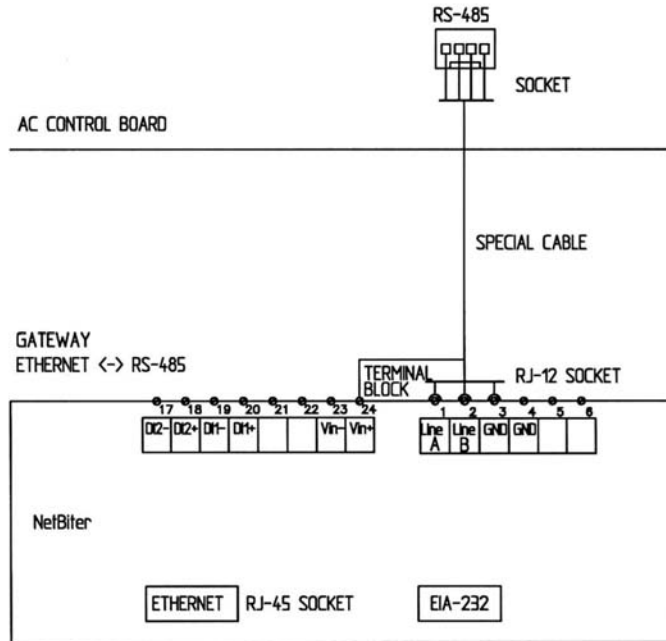 RS-485
SOCKET
AC CONTROL BOARD
SPECIAL CABLE
GATEWAY
ETHERNET <-> RS-485
TERMINAL BLOCK
RJ-12 SOCKET
17 18 19 20 21 22 23 24
1 2 3 4 5 6
DI2- DI2+ DI1- DI1+ Vin- Vin+
Line A Line B GND GND
NetBiter
ETHERNET RJ-45 SOCKET
EIA-232